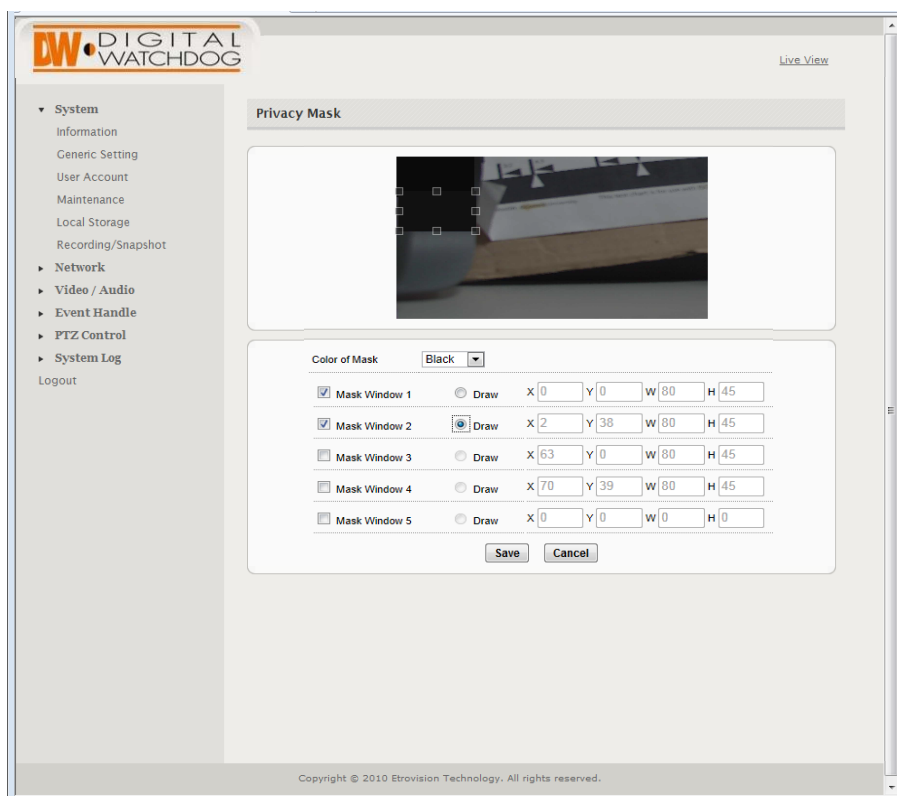 DW DIGITAL
WATCHDOG
Live View
System
Information
Generic Setting
User Account
Maintenance
Local Storage
Recording/Snapshot
Network
Video / Audio
Event Handle
PTZ Control
System Log
Logout
Privacy Mask
Color of Mask Black
Mask Window 1 Draw X 0 Y 0 W 80 H 45
Mask Window 2 Draw X 2 Y 38 W 80 H 45
Mask Window 3 Draw X 63 Y 0 W 80 H 45
Mask Window 4 Draw X 70 Y 39 W 80 H 45
Mask Window 5 Draw X 0 Y 0 W 0 H 0
Save Cancel
Copyright © 2010 Etrovision Technology. All rights reserved.